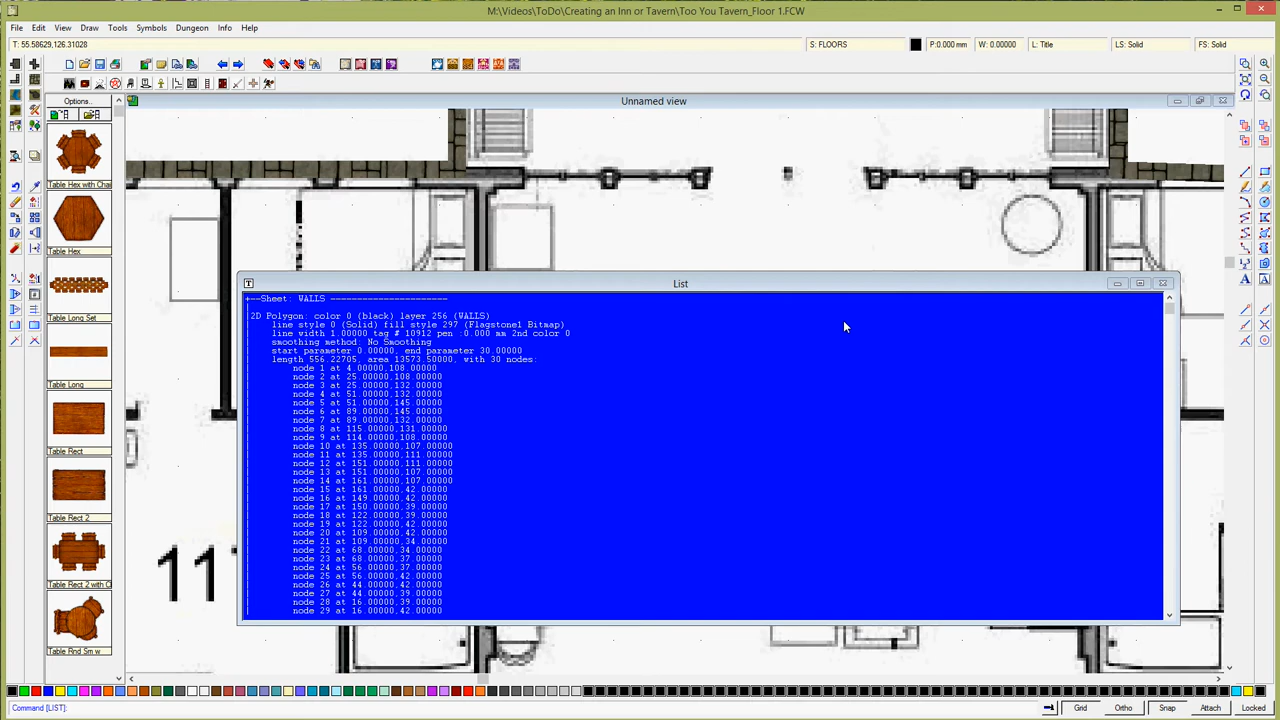 M:\Videos\ToDo\Creating an Inn or Tavern\Too You Tavern_Floor 1.FCW
File Edit View Draw Tools Symbols Dungeon Info Help
T: 55.58629,126.31028 S: FLOORS P:0.000 mm W: 0.00000 L: Title LS: Solid FS: Solid
Options..
Unnamed view
Table Hex with Chai
Table Hex
Table Long Set
Table Long
Table Rect
Table Rect 2
Table Rect 2 with C
Table Rnd Sm w
11
List
+--Sheet: WALLS ----------------------
2D Polygon: color 0 (black) layer 256 (WALLS)
line style 0 (Solid) fill style 297 (Flagstone1 Bitmap)
line width 1.00000 tag # 10912 pen :0.000 mm 2nd color 0
smoothing method: No Smoothing
start parameter 0.00000, end parameter 30.00000
length 556.22705, area 13573.50000, with 30 nodes:
node 1 at 4.00000,108.00000
node 2 at 25.00000,108.00000
node 3 at 25.00000,132.00000
node 4 at 51.00000,132.00000
node 5 at 51.00000,145.00000
node 6 at 89.00000,145.00000
node 7 at 89.00000,132.00000
node 8 at 115.00000,131.00000
node 9 at 114.00000,108.00000
node 10 at 135.00000,107.00000
node 11 at 135.00000,111.00000
node 12 at 151.00000,111.00000
node 13 at 151.00000,107.00000
node 14 at 161.00000,107.00000
node 15 at 161.00000,42.00000
node 16 at 149.00000,42.00000
node 17 at 150.00000,39.00000
node 18 at 122.00000,39.00000
node 19 at 122.00000,42.00000
node 20 at 109.00000,42.00000
node 21 at 109.00000,34.00000
node 22 at 68.00000,34.00000
node 23 at 68.00000,37.00000
node 24 at 56.00000,37.00000
node 25 at 56.00000,42.00000
node 26 at 44.00000,42.00000
node 27 at 44.00000,39.00000
node 28 at 16.00000,39.00000
node 29 at 16.00000,42.00000
Command [LIST]: Grid Ortho Snap Attach Locked